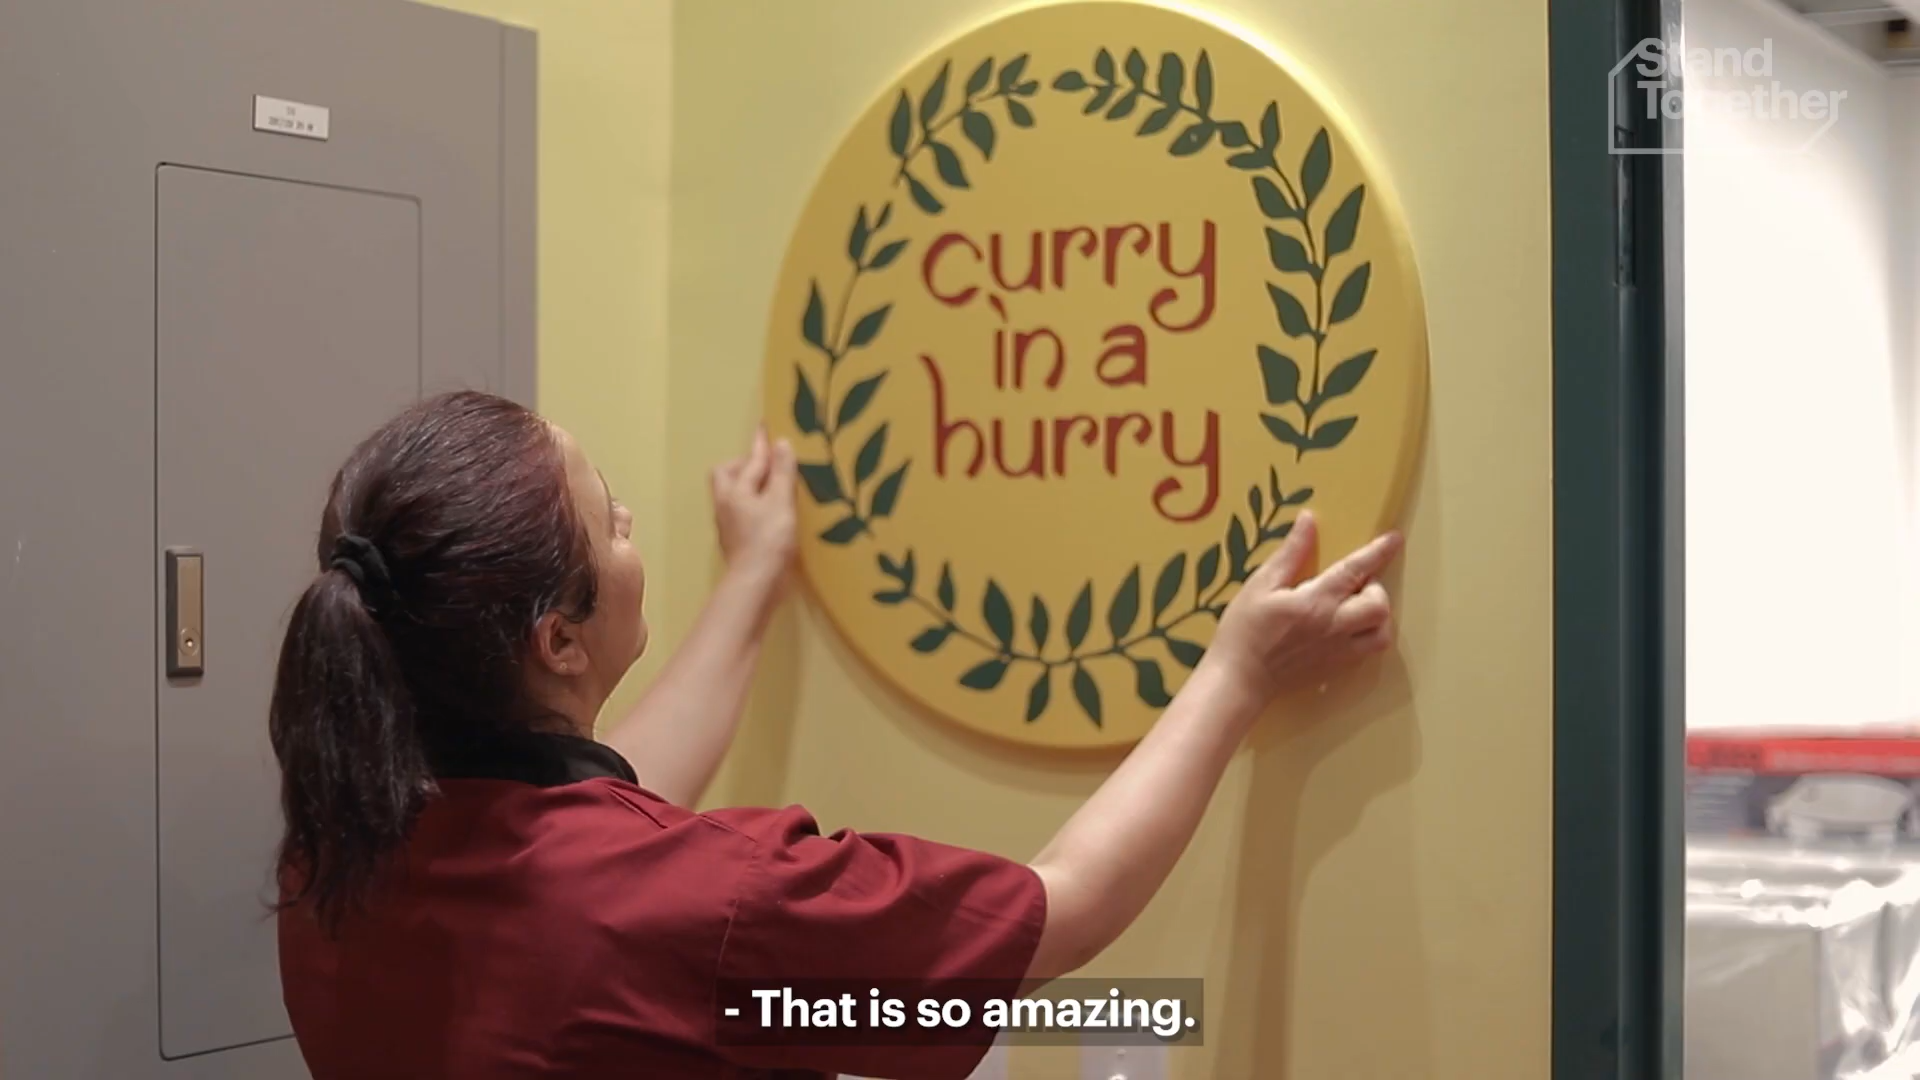 Stand
Together
curry
in a
hurry
- That is so amazing.